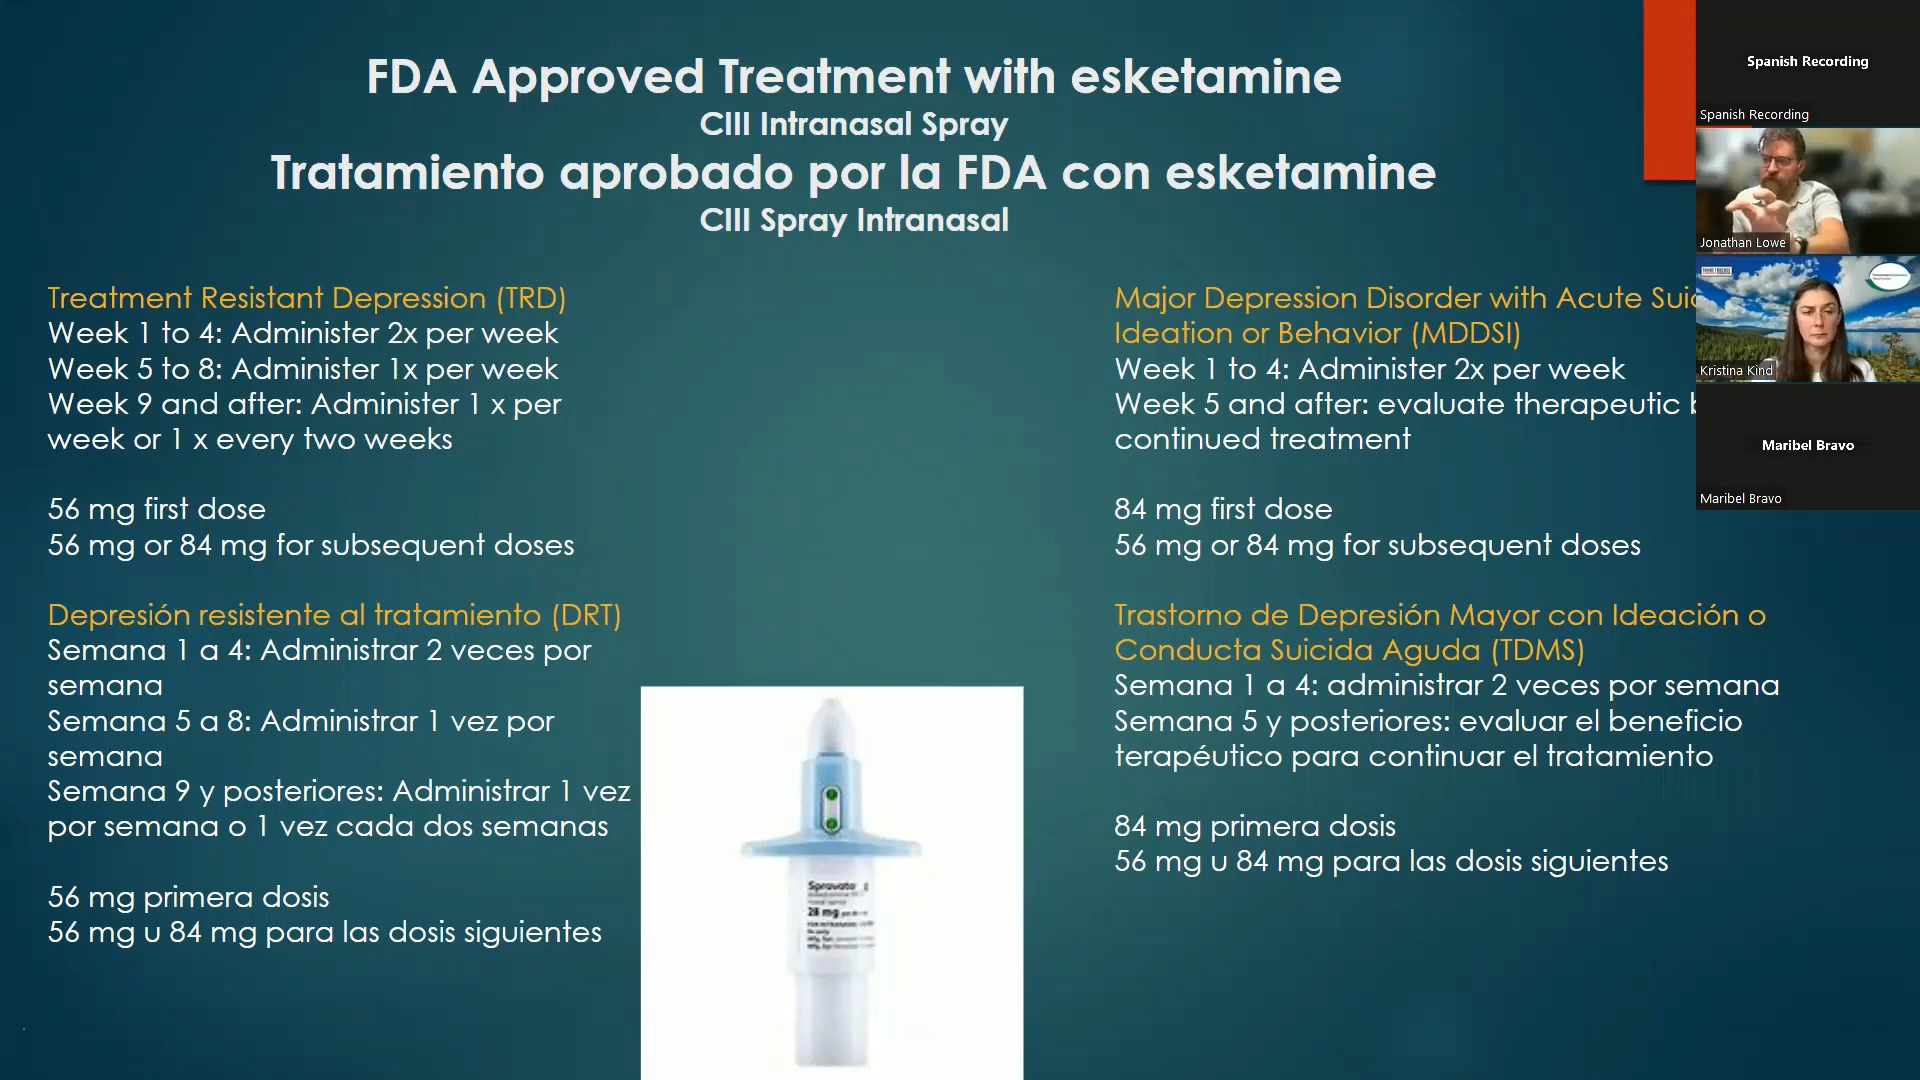 FDA Approved Treatment with esketamine
CIII Intranasal Spray
Tratamiento aprobado por la FDA con esketamine
CIII Spray Intranasal
Treatment Resistant Depression (TRD)
Week 1 to 4: Administer 2x per week
Week 5 to 8: Administer 1x per week
Week 9 and after: Administer 1 x per
week or 1 x every two weeks
56 mg first dose
56 mg or 84 mg for subsequent doses
Depresión resistente al tratamiento (DRT)
Semana 1 a 4: Administrar 2 veces por
semana
Semana 5 a 8: Administrar 1 vez por
semana
Semana 9 y posteriores: Administrar 1 vez
por semana o 1 vez cada dos semanas
56 mg primera dosis
56 mg u 84 mg para las dosis siguientes
Spravato
28 mg
Major Depression Disorder with Acute
Ideation or Behavior (MDDSI)
Week 1 to 4: Administer 2x per week
Week 5 and after: evaluate therapeutic
continued treatment
84 mg first dose
56 mg or 84 mg for subsequent doses
Trastorno de Depresión Mayor con Ideación o
Conducta Suicida Aguda (TDMS)
Semana 1 a 4: administrar 2 veces por semana
Semana 5 y posteriores: evaluar el beneficio
terapéutico para continuar el tratamiento
84 mg primera dosis
56 mg u 84 mg para las dosis siguientes
Spanish Recording
Spanish Recording
Jonathan Lowe
Kristina Kind
Maribel Bravo
Maribel Bravo